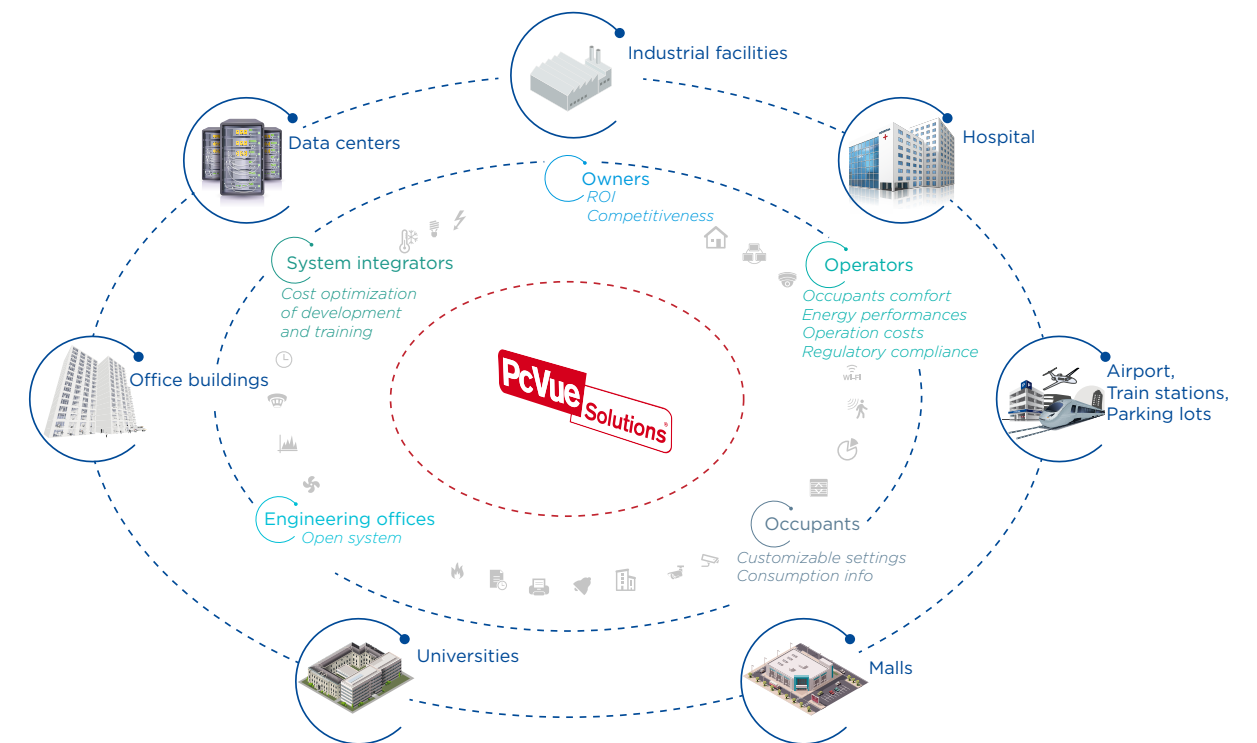 Industrial facilities
Data centers
Hospital
Owners
ROI
Competitiveness
System integrators
Cost optimization
of development
and training
Operators
Occupants comfort
Energy performances
Operation costs
Regulatory compliance
Wi-Fi
PcVue
Solutions®
Office buildings
Airport,
Train stations,
Parking lots
Engineering offices
Open system
Occupants
Customizable settings
Consumption info
Universities
Malls